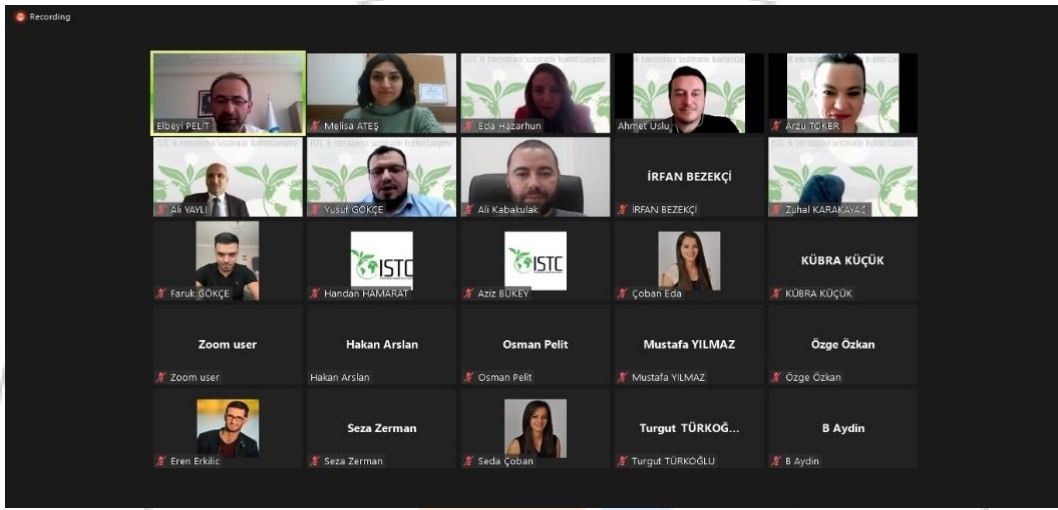 Recording
Elbeyi PELİT
Melisa ATEŞ
Eda Hazarhun
Ahmet Uslu
Arzu TOKER
Ali YAYLI
Yusuf GÖKÇE
Ali Kabakulak
İRFAN BEZEKÇİ
İRFAN BEZEKÇİ
Zuhal KARAKAYAC
Faruk GÖKÇE
ISTC
Handan HAMARAT
ISTC
Aziz BÜKEY
Çoban Eda
KÜBRA KÜÇÜK
KÜBRA KÜÇÜK
Zoom user
Zoom user
Hakan Arslan
Hakan Arslan
Osman Pelit
Osman Pelit
Mustafa YILMAZ
Mustafa YILMAZ
Özge Özkan
Özge Özkan
Eren Erkilic
Seza Zerman
Seza Zerman
Seda Çoban
Turgut TÜRKOĞ...
Turgut TÜRKOĞLU
B Aydin
B Aydin